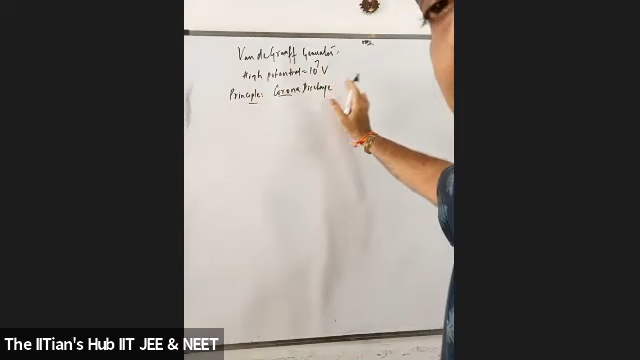 Van de Graaff Generator.
High potential ~ 10⁷ V
Principle: Corona Discharge
The IITian's Hub IIT JEE & NEET